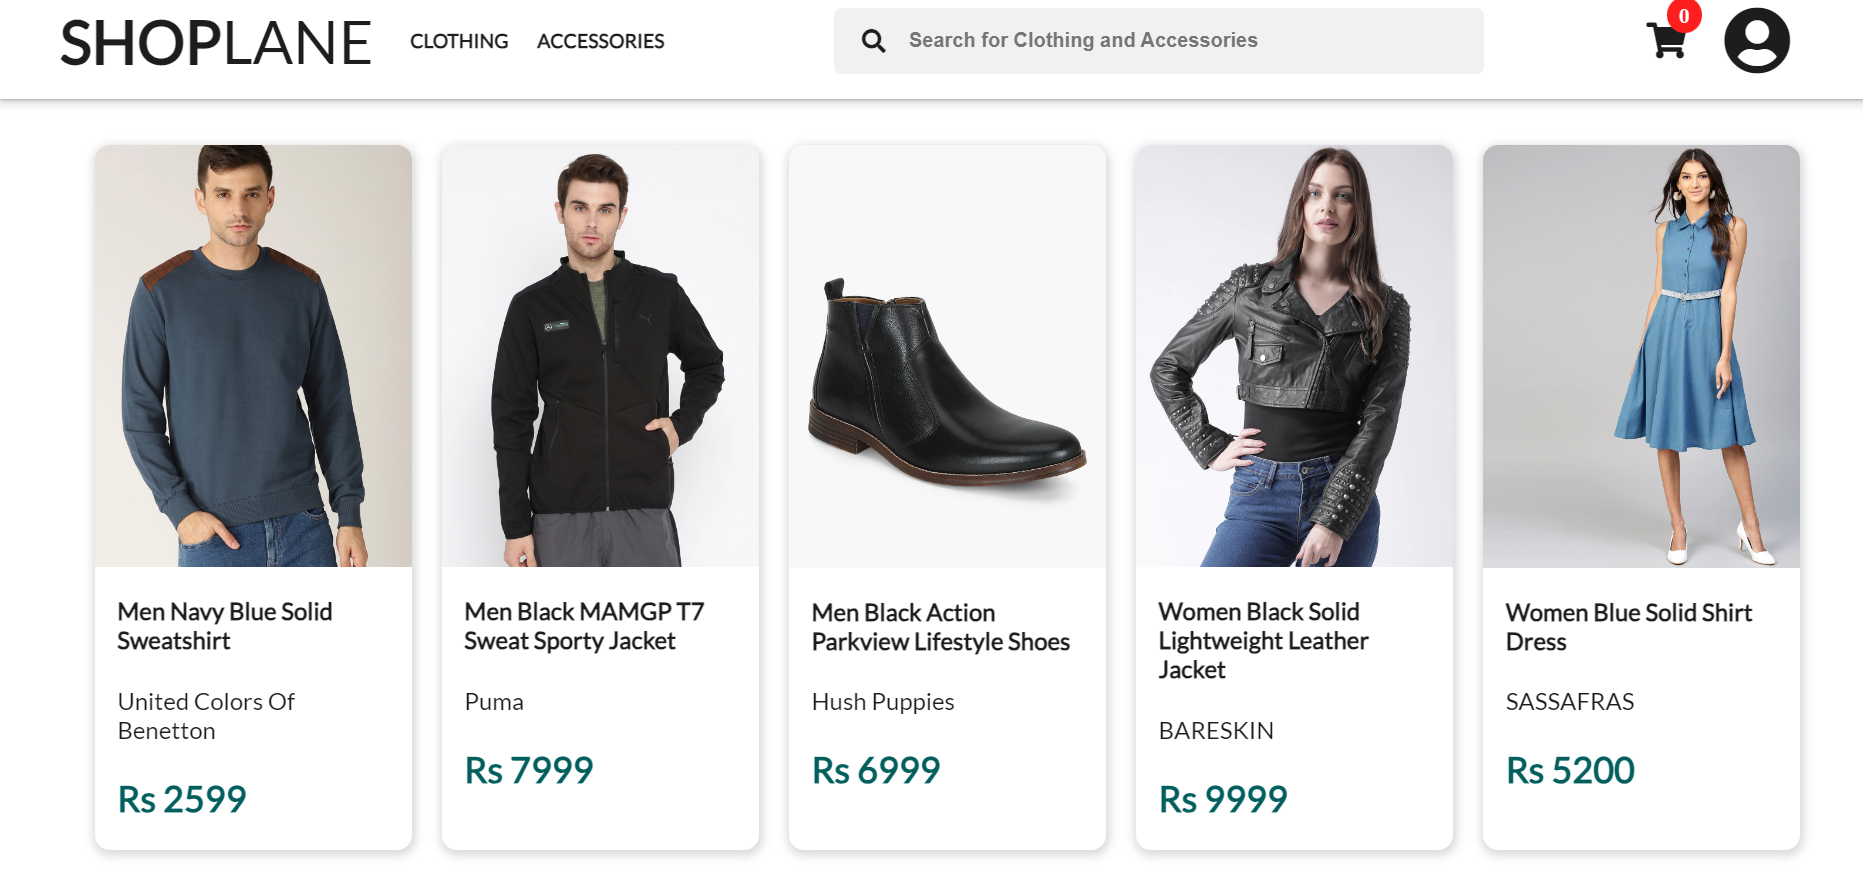 SHOPLANE CLOTHING ACCESSORIES Search for Clothing and Accessories 0
Men Navy Blue Solid
Sweatshirt
United Colors Of
Benetton
Rs 2599
Men Black MAMGP T7
Sweat Sporty Jacket
Puma
Rs 7999
Men Black Action
Parkview Lifestyle Shoes
Hush Puppies
Rs 6999
Women Black Solid
Lightweight Leather
Jacket
BARESKIN
Rs 9999
Women Blue Solid Shirt
Dress
SASSAFRAS
Rs 5200